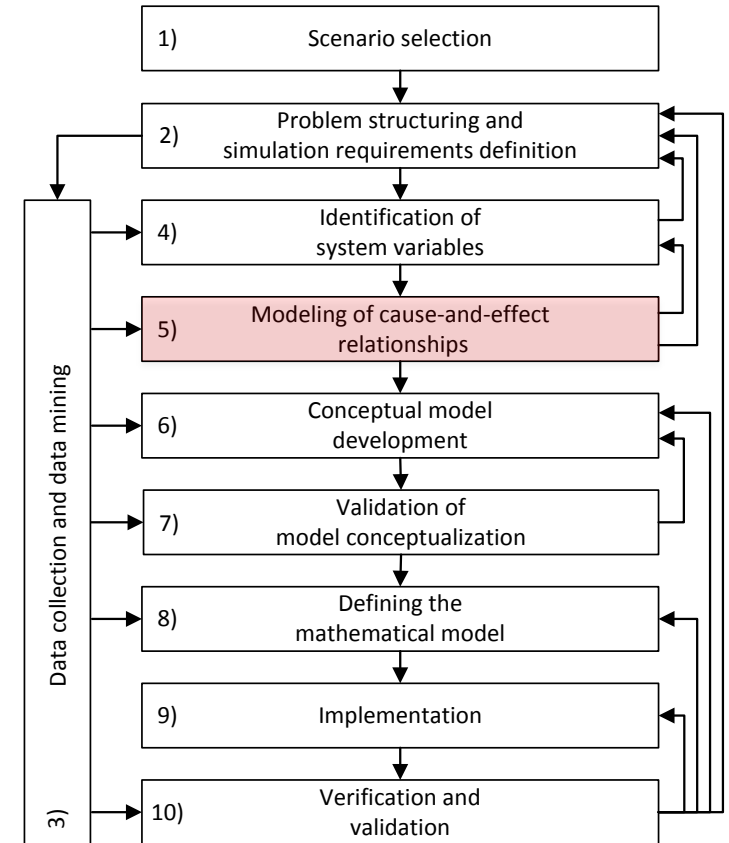 1) Scenario selection
2) Problem structuring and
simulation requirements definition
3) Data collection and data mining
4) Identification of
system variables
5) Modeling of cause-and-effect
relationships
6) Conceptual model
development
7) Validation of
model conceptualization
8) Defining the
mathematical model
9) Implementation
10) Verification and
validation